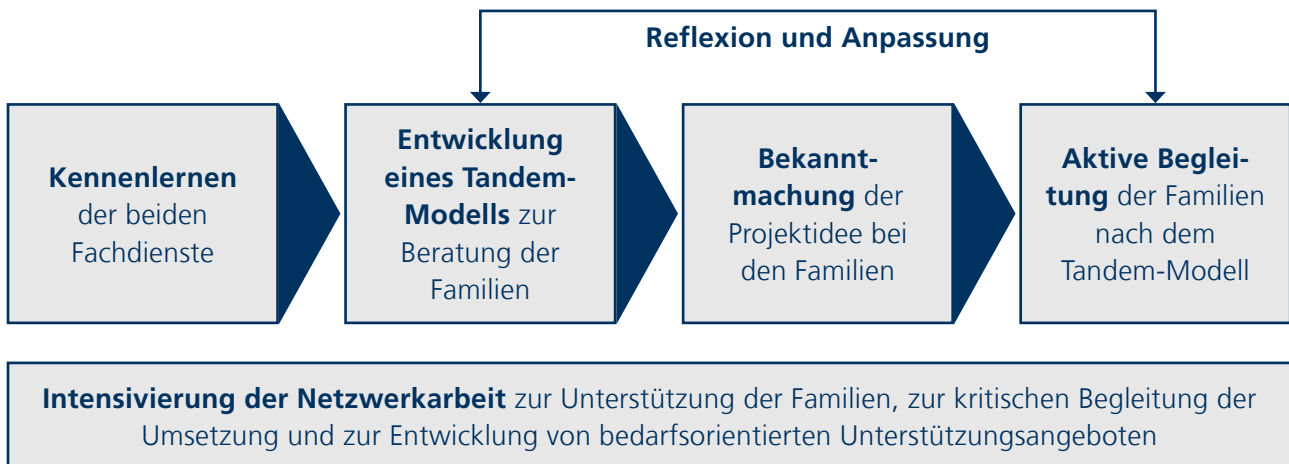 Reflexion und Anpassung
Kennenlernen
der beiden
Fachdienste
Entwicklung
eines Tandem-
Modells zur
Beratung der
Familien
Bekannt-
machung der
Projektidee bei
den Familien
Aktive Beglei-
tung der Familien
nach dem
Tandem-Modell
Intensivierung der Netzwerkarbeit zur Unterstützung der Familien, zur kritischen Begleitung der
Umsetzung und zur Entwicklung von bedarfsorientierten Unterstützungsangeboten